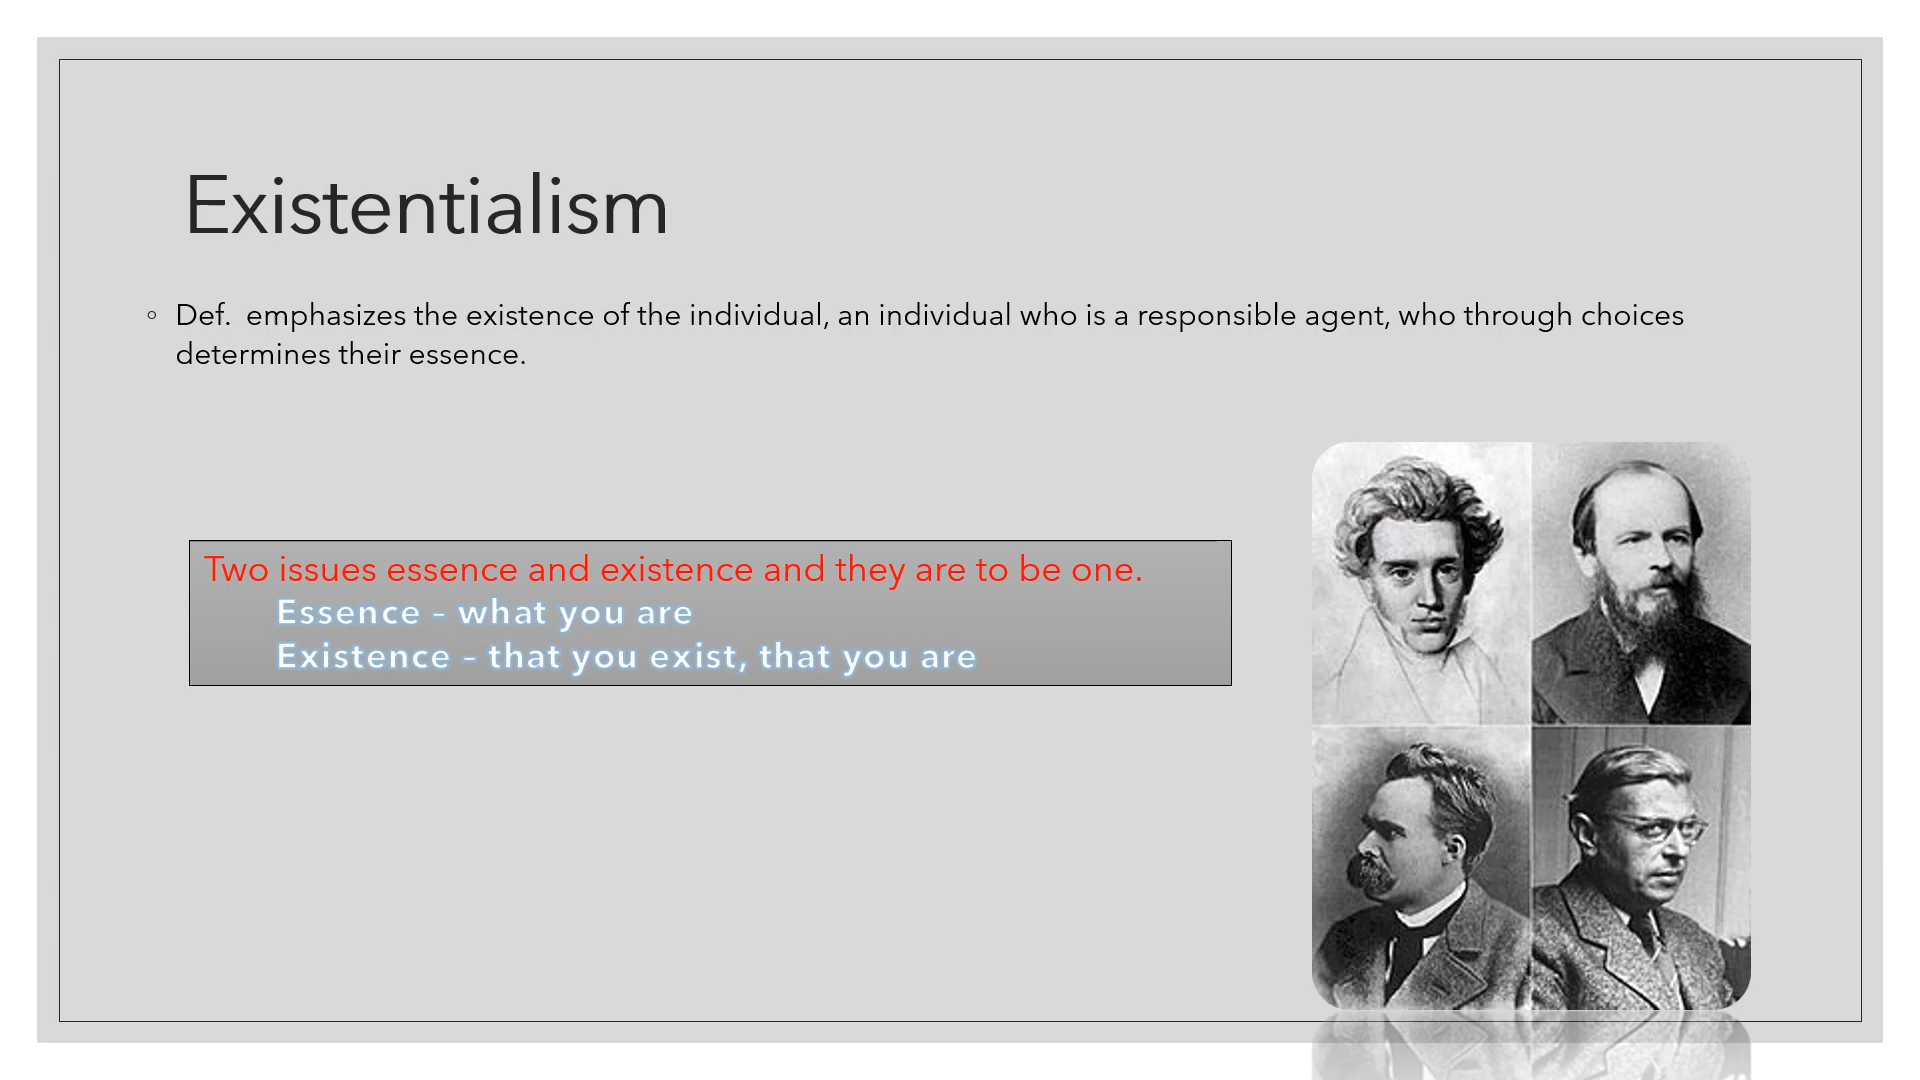 Existentialism
◦ Def.  emphasizes the existence of the individual, an individual who is a responsible agent, who through choices
determines their essence.
Two issues essence and existence and they are to be one.
Essence – what you are
Existence – that you exist, that you are